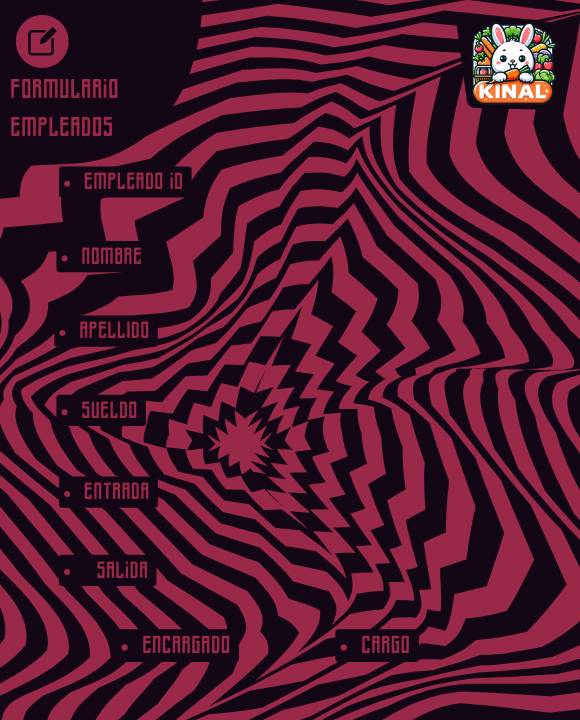 KINAL
FORMULARiO
EMPLEADOS
EMPLEADO iD
NOMBRE
APELLIDO
SUELDO
ENTRADA
SALiDA
ENCARGADO
CARGO